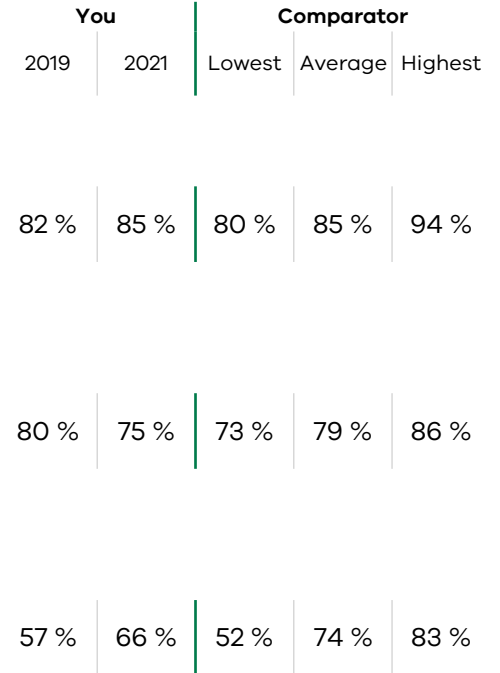 You Comparator
2019 2021 Lowest Average Highest
82 % 85 % 80 % 85 % 94 %
80 % 75 % 73 % 79 % 86 %
57 % 66 % 52 % 74 % 83 %